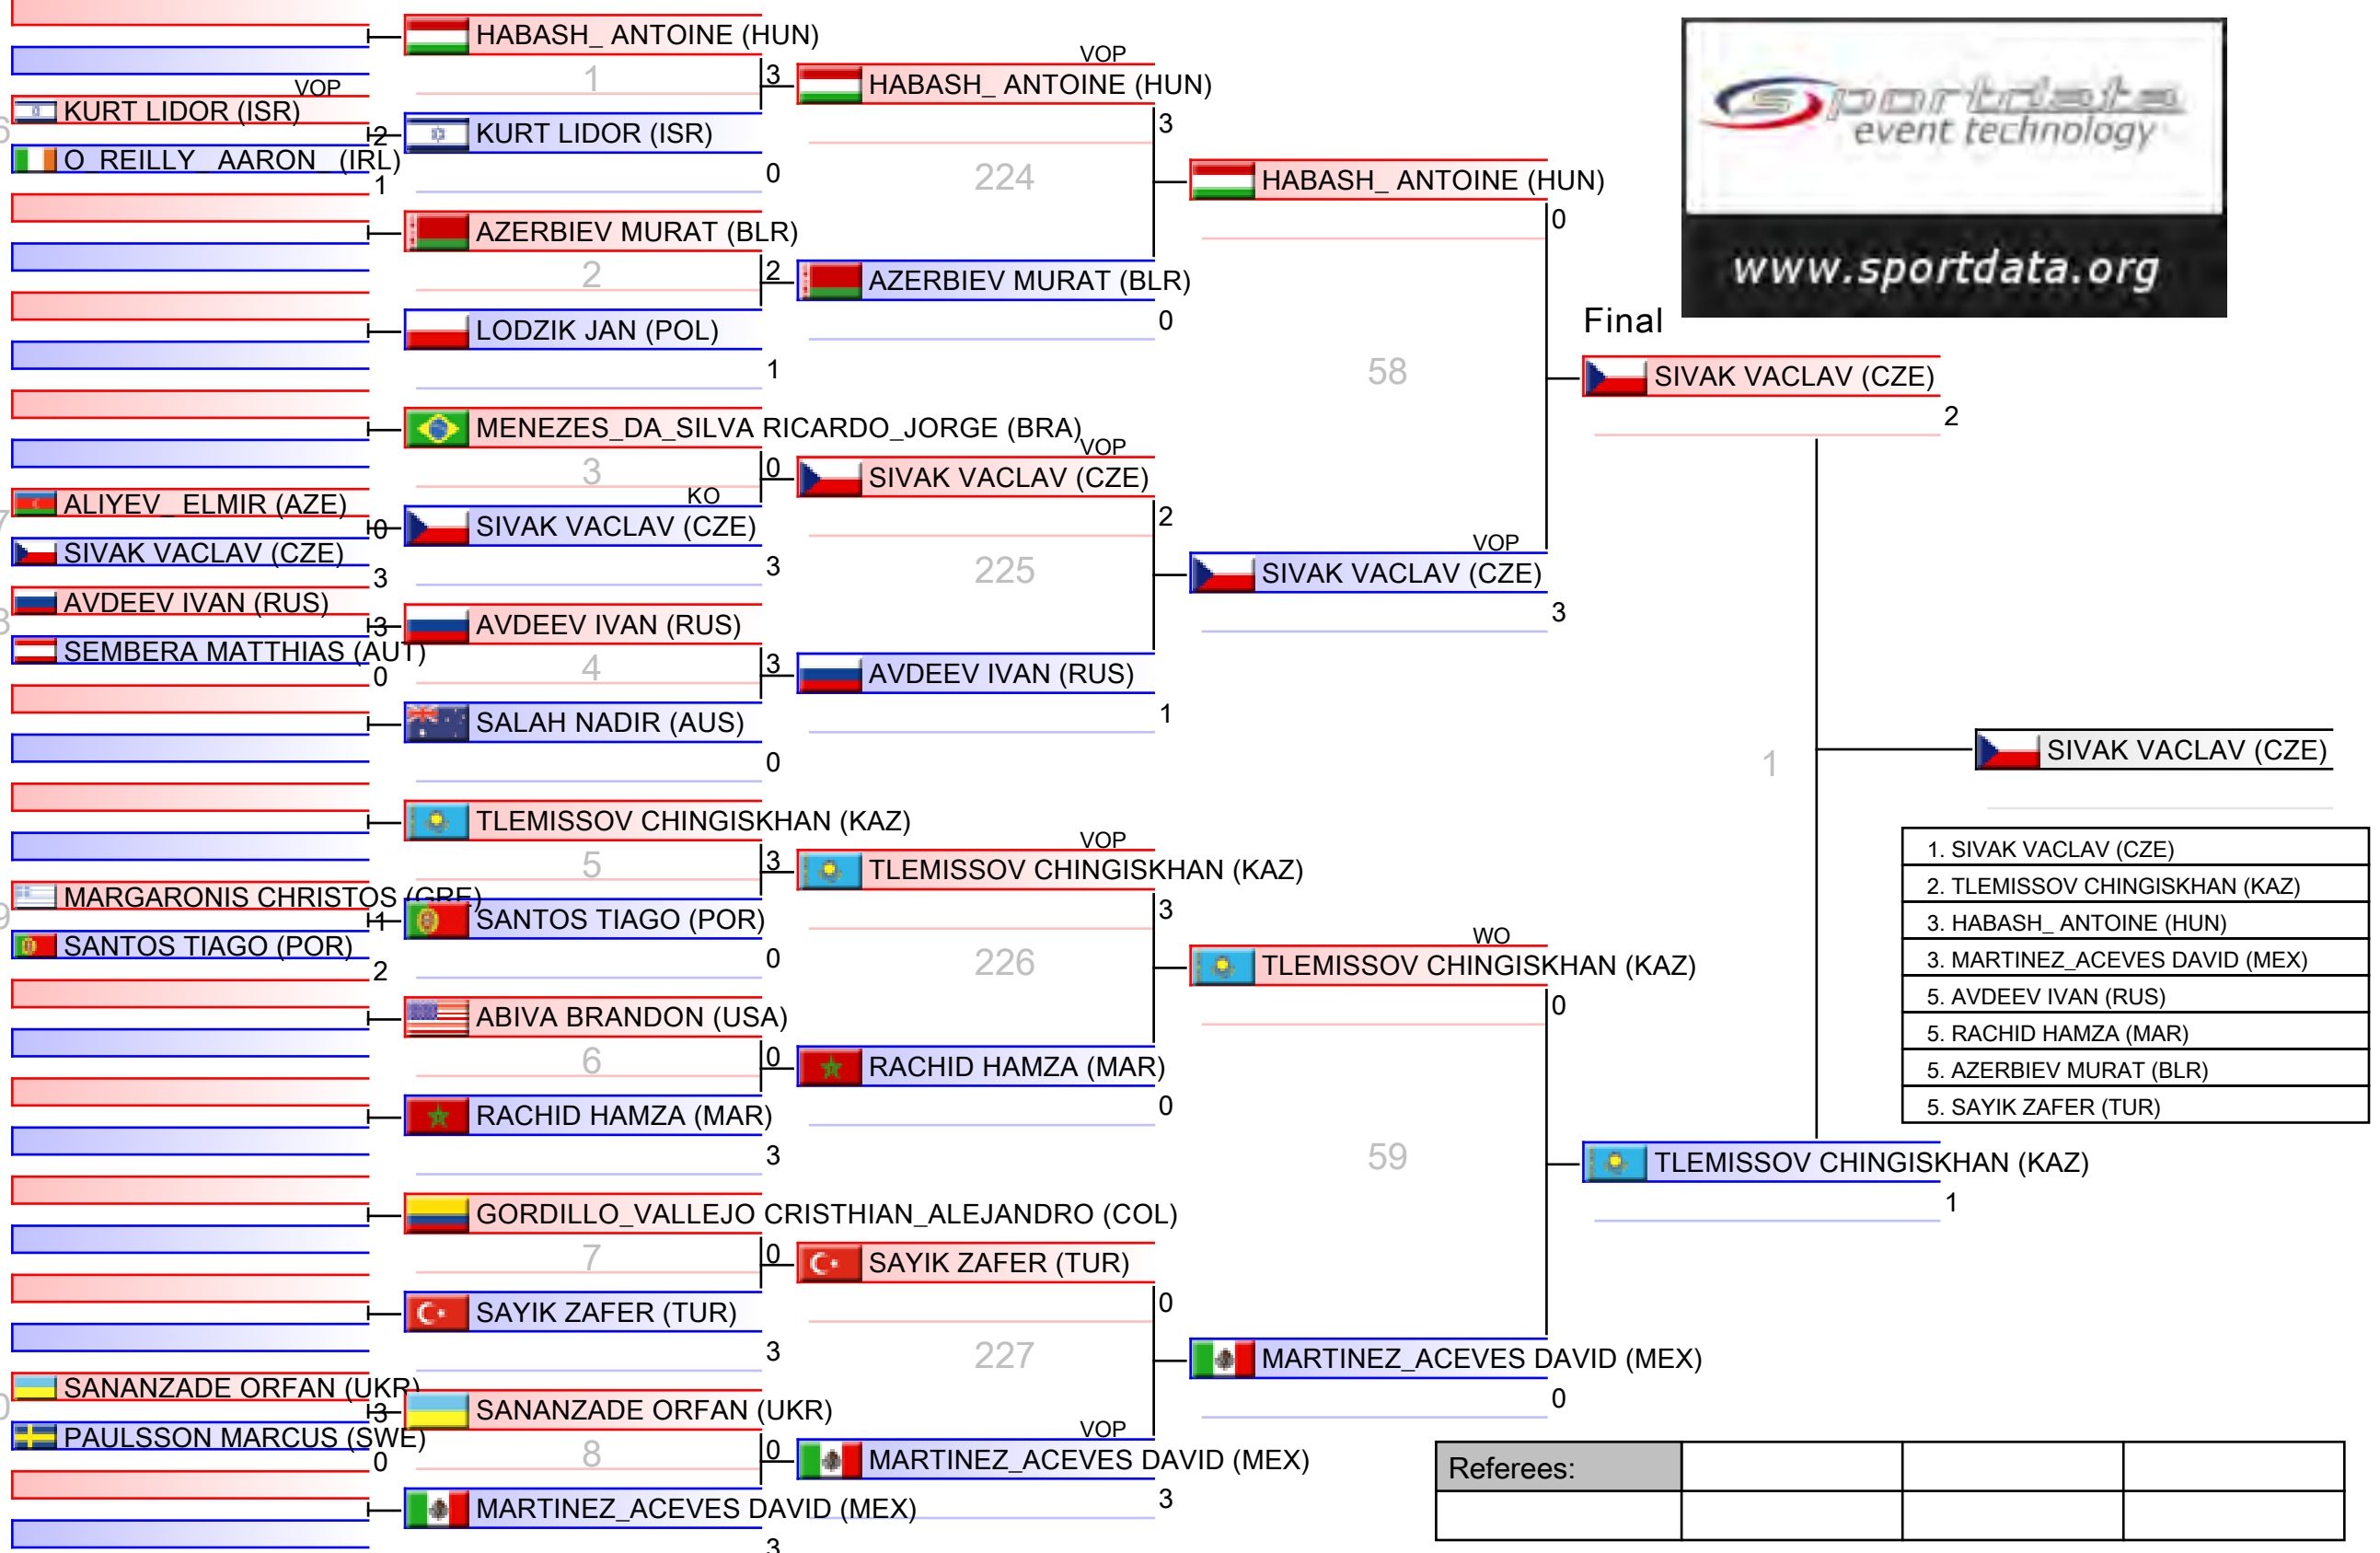 HABASH_ ANTOINE (HUN)
1
3
VOP
KURT LIDOR (ISR)
2
O_REILLY_ AARON_ (IRL)
1
KURT LIDOR (ISR)
0
AZERBIEV MURAT (BLR)
2
2
LODZIK JAN (POL)
1
MENEZES_DA_SILVA RICARDO_JORGE (BRA)
3
0
ALIYEV_ ELMIR (AZE)
0
SIVAK VACLAV (CZE)
3
KO
SIVAK VACLAV (CZE)
3
AVDEEV IVAN (RUS)
3
SEMBERA MATTHIAS (AUT)
0
AVDEEV IVAN (RUS)
4
3
SALAH NADIR (AUS)
0
TLEMISSOV CHINGISKHAN (KAZ)
5
3
MARGARONIS CHRISTOS (GRE)
1
SANTOS TIAGO (POR)
2
SANTOS TIAGO (POR)
0
ABIVA BRANDON (USA)
6
0
RACHID HAMZA (MAR)
3
GORDILLO_VALLEJO CRISTHIAN_ALEJANDRO (COL)
7
0
SAYIK ZAFER (TUR)
3
SANANZADE ORFAN (UKR)
3
PAULSSON MARCUS (SWE)
0
SANANZADE ORFAN (UKR)
8
0
MARTINEZ_ACEVES DAVID (MEX)
3
VOP
HABASH_ ANTOINE (HUN)
3
224
AZERBIEV MURAT (BLR)
0
VOP
SIVAK VACLAV (CZE)
2
225
AVDEEV IVAN (RUS)
1
VOP
TLEMISSOV CHINGISKHAN (KAZ)
3
226
RACHID HAMZA (MAR)
0
SAYIK ZAFER (TUR)
0
227
VOP
MARTINEZ_ACEVES DAVID (MEX)
3
HABASH_ ANTOINE (HUN)
0
58
VOP
SIVAK VACLAV (CZE)
3
WO
TLEMISSOV CHINGISKHAN (KAZ)
0
59
MARTINEZ_ACEVES DAVID (MEX)
0
sportdata
event technology
www.sportdata.org
Final
SIVAK VACLAV (CZE)
2
1
TLEMISSOV CHINGISKHAN (KAZ)
1
SIVAK VACLAV (CZE)
1. SIVAK VACLAV (CZE)
2. TLEMISSOV CHINGISKHAN (KAZ)
3. HABASH_ ANTOINE (HUN)
3. MARTINEZ_ACEVES DAVID (MEX)
5. AVDEEV IVAN (RUS)
5. RACHID HAMZA (MAR)
5. AZERBIEV MURAT (BLR)
5. SAYIK ZAFER (TUR)
Referees: